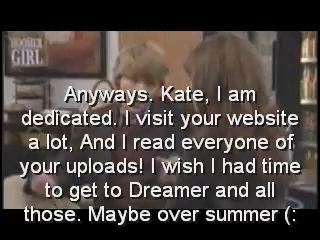 BOOMER
GIRL
Anyways. Kate, I am
dedicated. I visit your website
a lot, And I read everyone of
your uploads! I wish I had time
to get to Dreamer and all
those. Maybe over summer (: